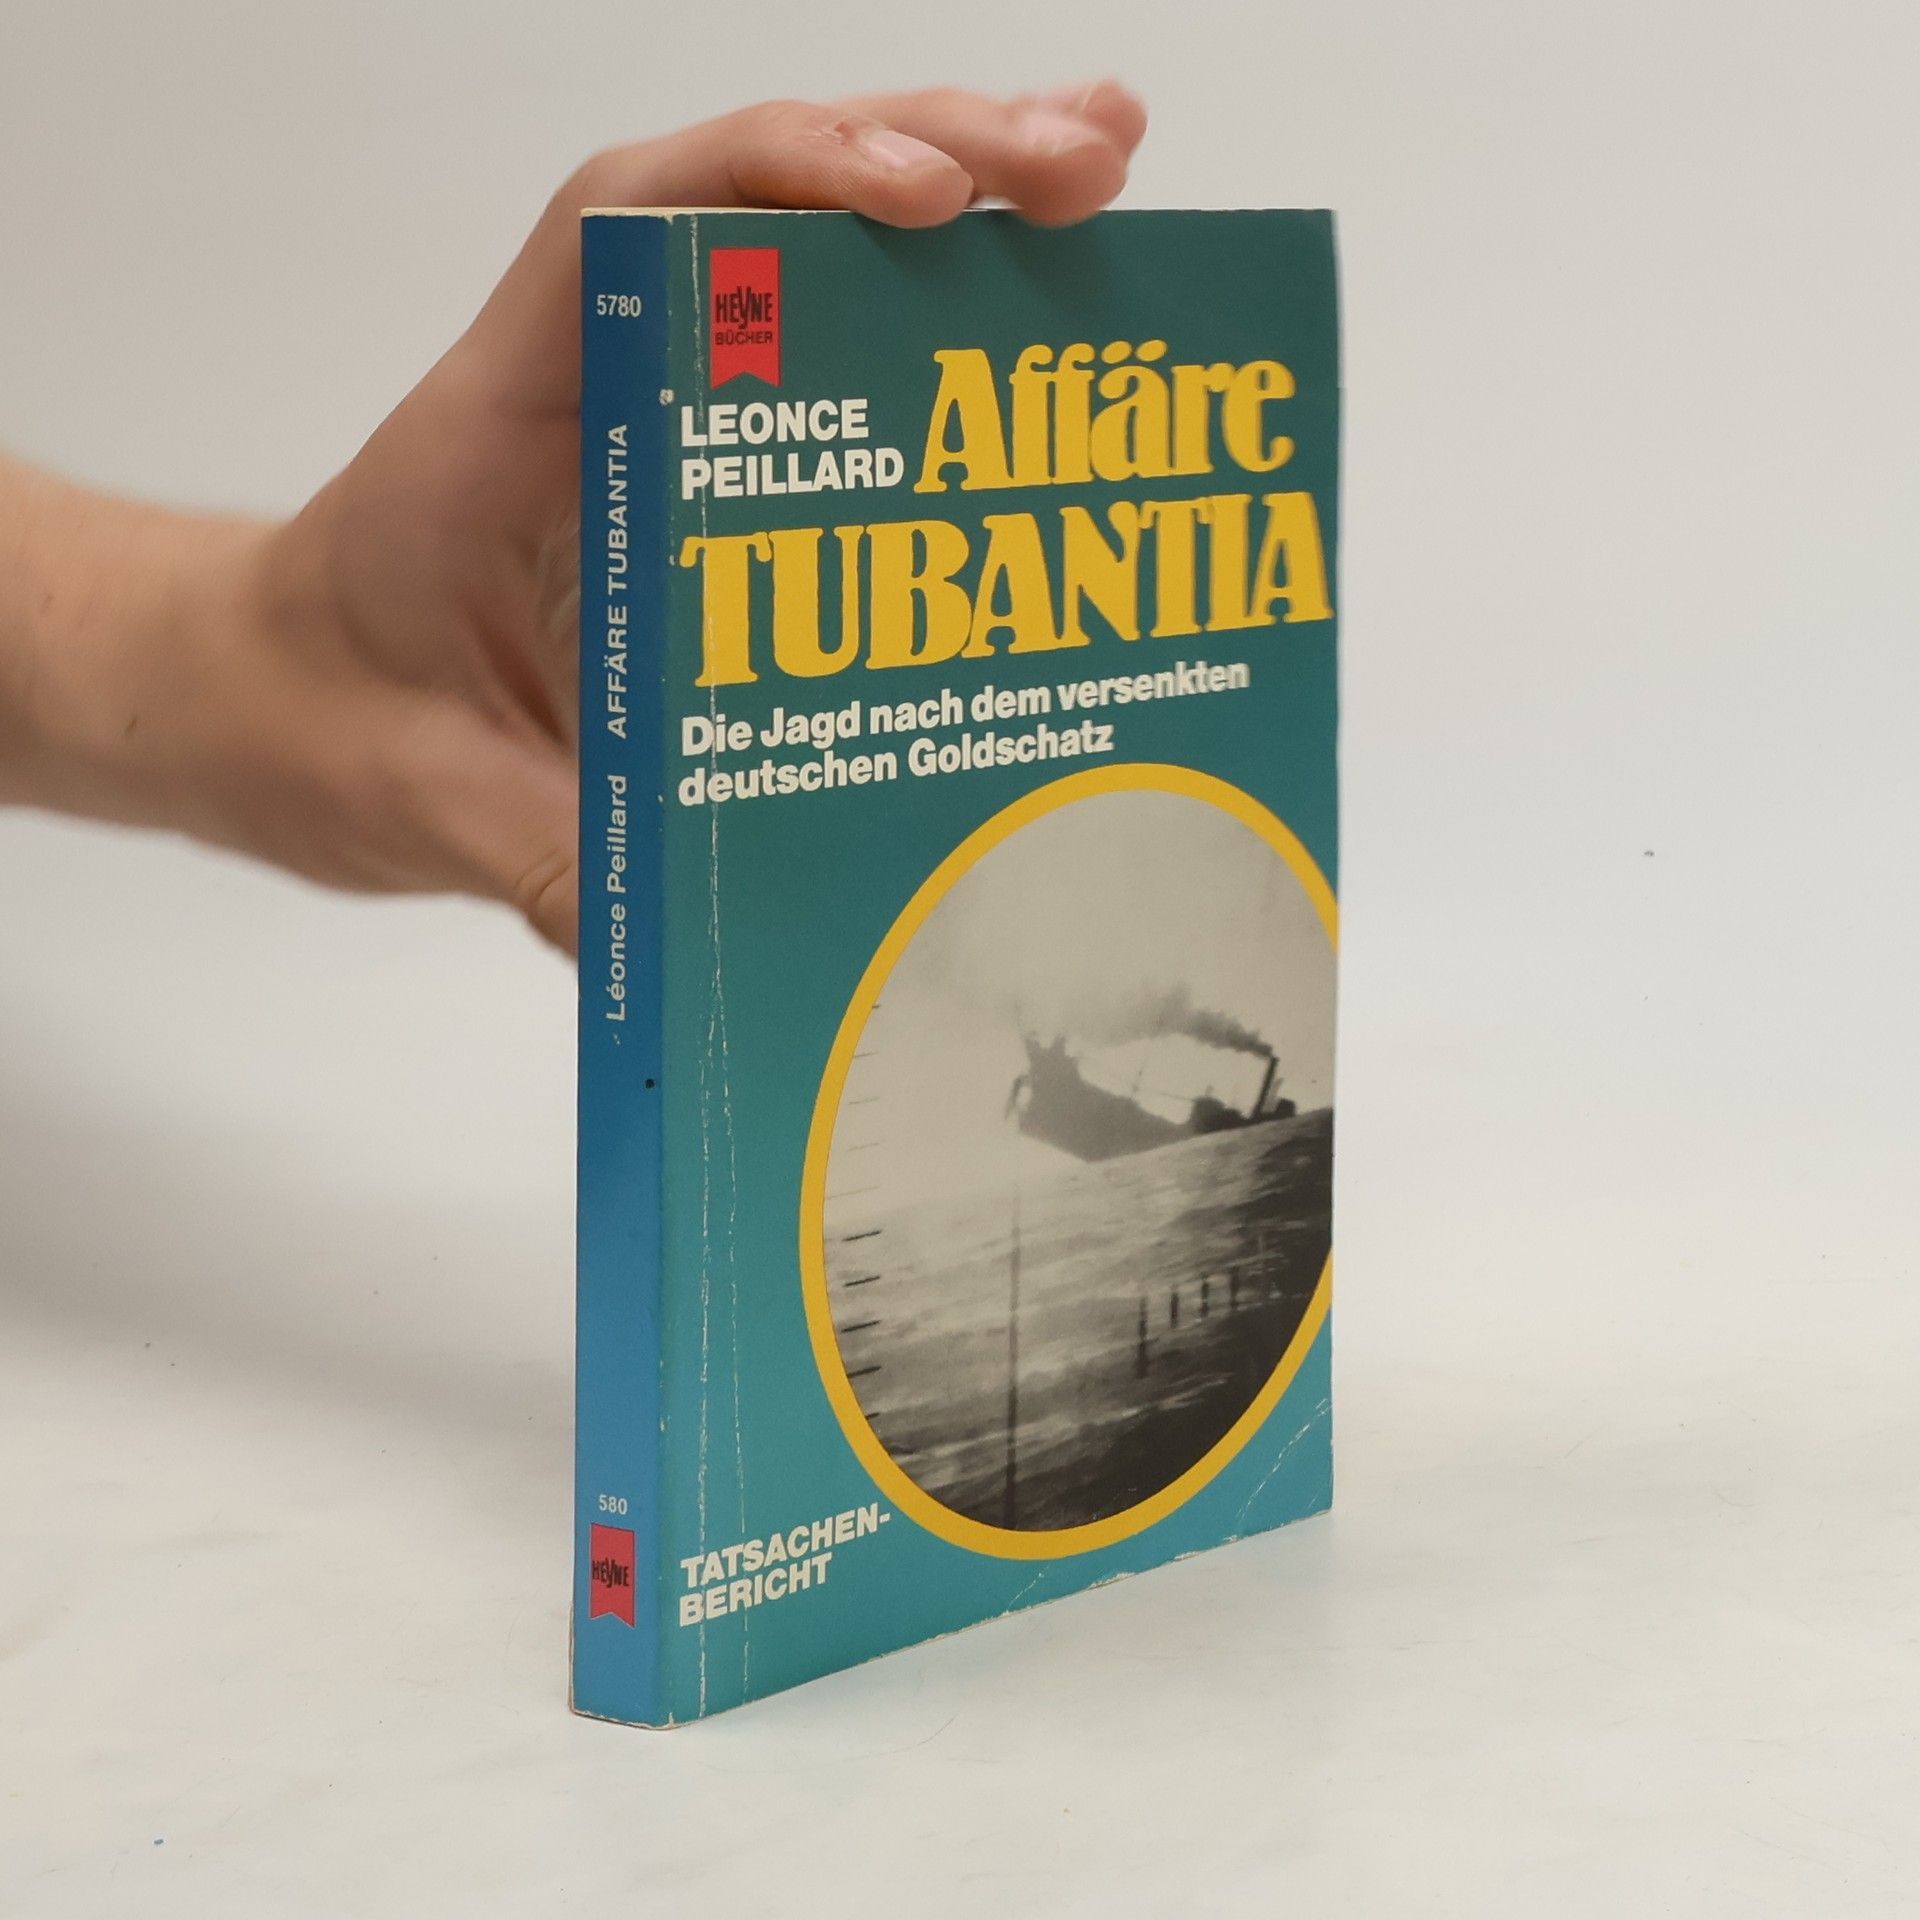 5780
Léonce Peillard AFFÄRE TUBANTIA
580
HEYNE
HEYNE
BÜCHER
LEONCE
PEILLARD
Affäre
TUBANTIA
Die Jagd nach dem versenkten
deutschen Goldschatz
TATSACHEN-
BERICHT